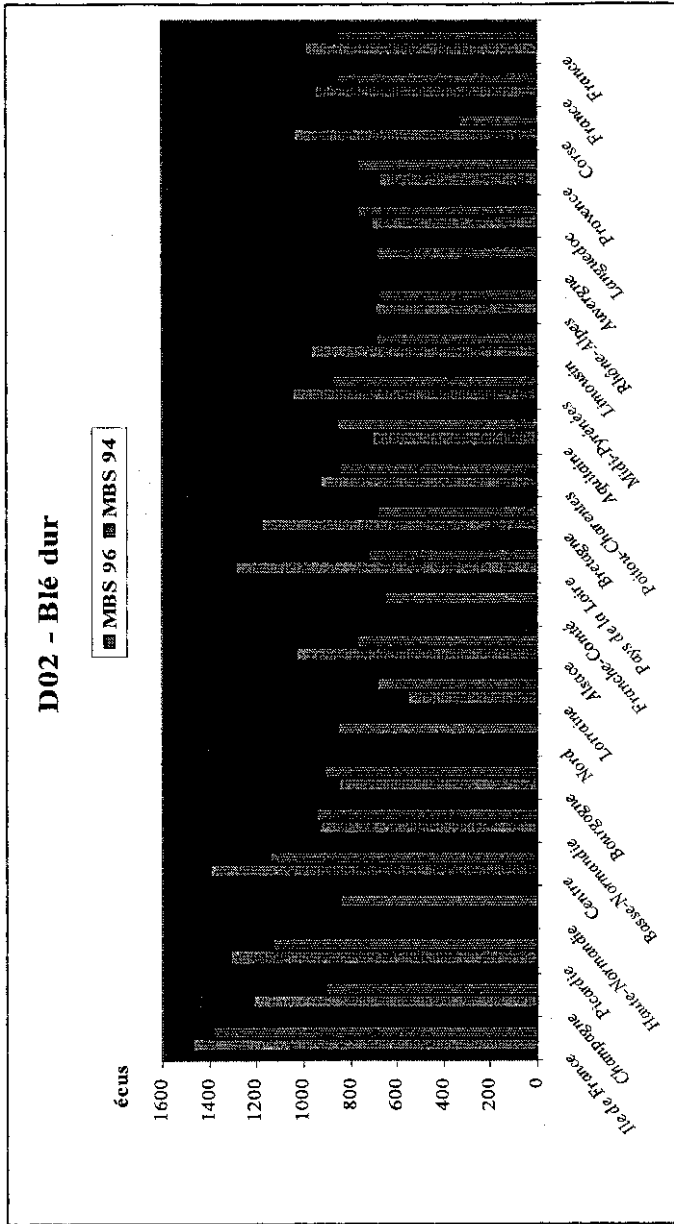 D02 - Blé dur
MBS 96 MBS 94
écus
1600
1400
1200
1000
800
600
400
200
0
Ile de France
Champagne
Picardie
Haute-Normandie
Centre
Basse-Normandie
Bourgogne
Nord
Lorraine
Alsace
Franche-Comté
Pays de la Loire
Bretagne
Poitou-Charentes
Aquitaine
Midi-Pyrénées
Limousin
Rhône-Alpes
Auvergne
Languedoc
Provence
Corse
France
France